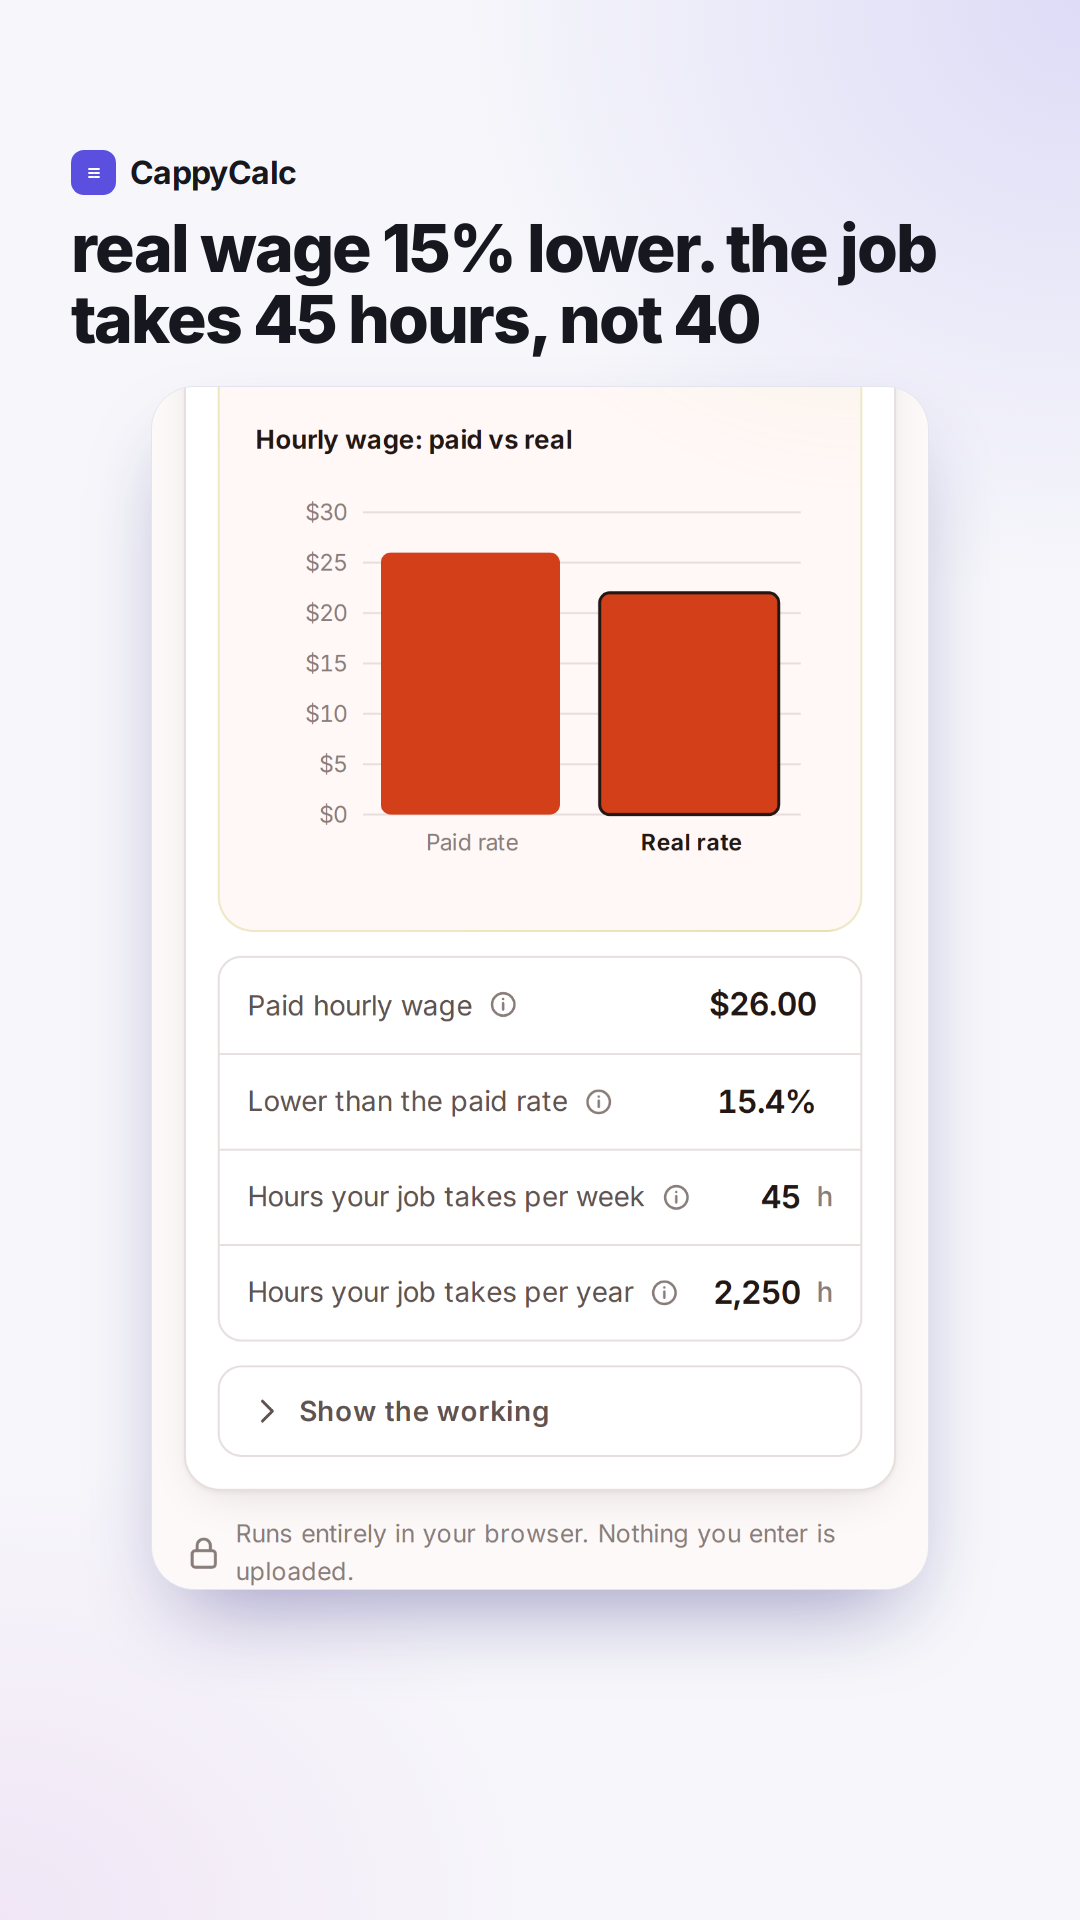 CappyCalc
real wage 15% lower. the job
takes 45 hours, not 40
Hourly wage: paid vs real
$30
$25
$20
$15
$10
$5
$0
Paid rate
Real rate
Paid hourly wage $26.00
Lower than the paid rate 15.4%
Hours your job takes per week 45 h
Hours your job takes per year 2,250 h
Show the working
Runs entirely in your browser. Nothing you enter is
uploaded.